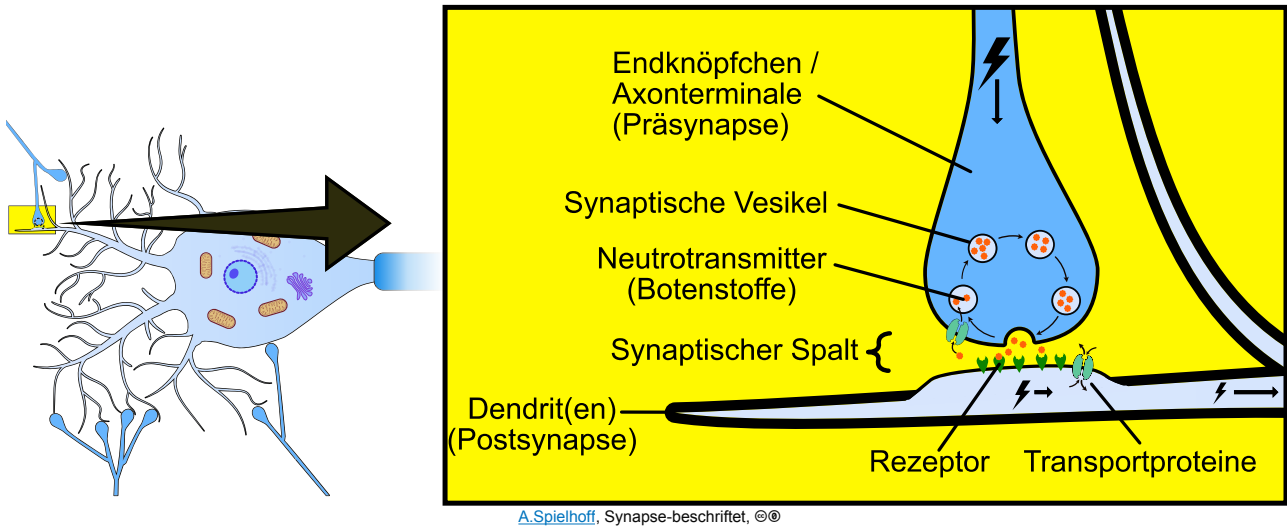 Endknöpfchen /
Axonterminale
(Präsynapse)
Synaptische Vesikel
Neutrotransmitter
(Botenstoffe)
Synaptischer Spalt {
Dendrit(en)
(Postsynapse)
Rezeptor
Transportproteine
A.Spielhoff, Synapse-beschriftet,